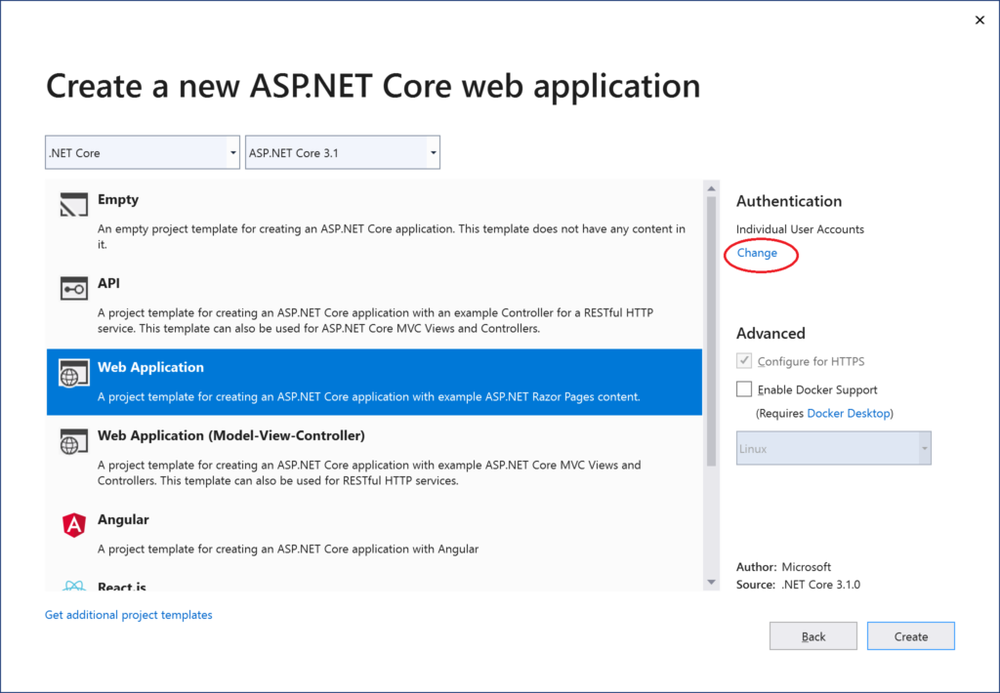 Create a new ASP.NET Core web application
.NET Core
ASP.NET Core 3.1
Empty
An empty project template for creating an ASP.NET Core application. This template does not have any content in
it.
API
A project template for creating an ASP.NET Core application with an example Controller for a RESTful HTTP
service. This template can also be used for ASP.NET Core MVC Views and Controllers.
Web Application
A project template for creating an ASP.NET Core application with example ASP.NET Razor Pages content.
Web Application (Model-View-Controller)
A project template for creating an ASP.NET Core application with example ASP.NET Core MVC Views and
Controllers. This template can also be used for RESTful HTTP services.
Angular
A project template for creating an ASP.NET Core application with Angular
React.js
Get additional project templates
Authentication
Individual User Accounts
Change
Advanced
Configure for HTTPS
Enable Docker Support
(Requires Docker Desktop)
Linux
Author: Microsoft
Source: .NET Core 3.1.0
Back
Create